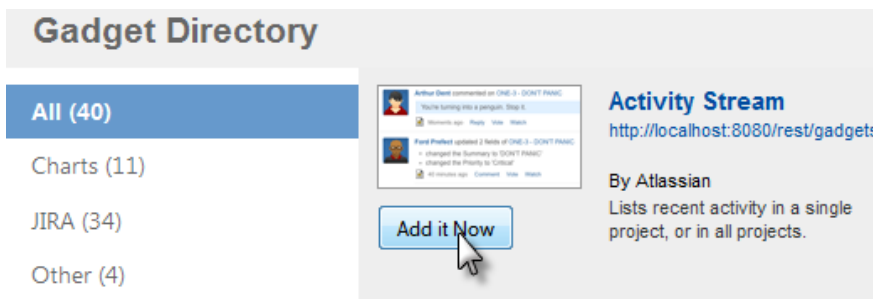 Gadget Directory
All (40)
Charts (11)
JIRA (34)
Other (4)
Arthur Dent commented on ONE-3 - DON'T PANIC
You're turning into a penguin. Stop it.
Moments ago Reply Vote Watch
Ford Prefect updated 2 fields of ONE-3 - DON'T PANIC
changed the Summary to 'DON'T PANIC'
changed the Priority to 'Critical'
40 minutes ago Comment Vote Watch
Add it Now
Activity Stream
http://localhost:8080/rest/gadgets
By Atlassian
Lists recent activity in a single
project, or in all projects.